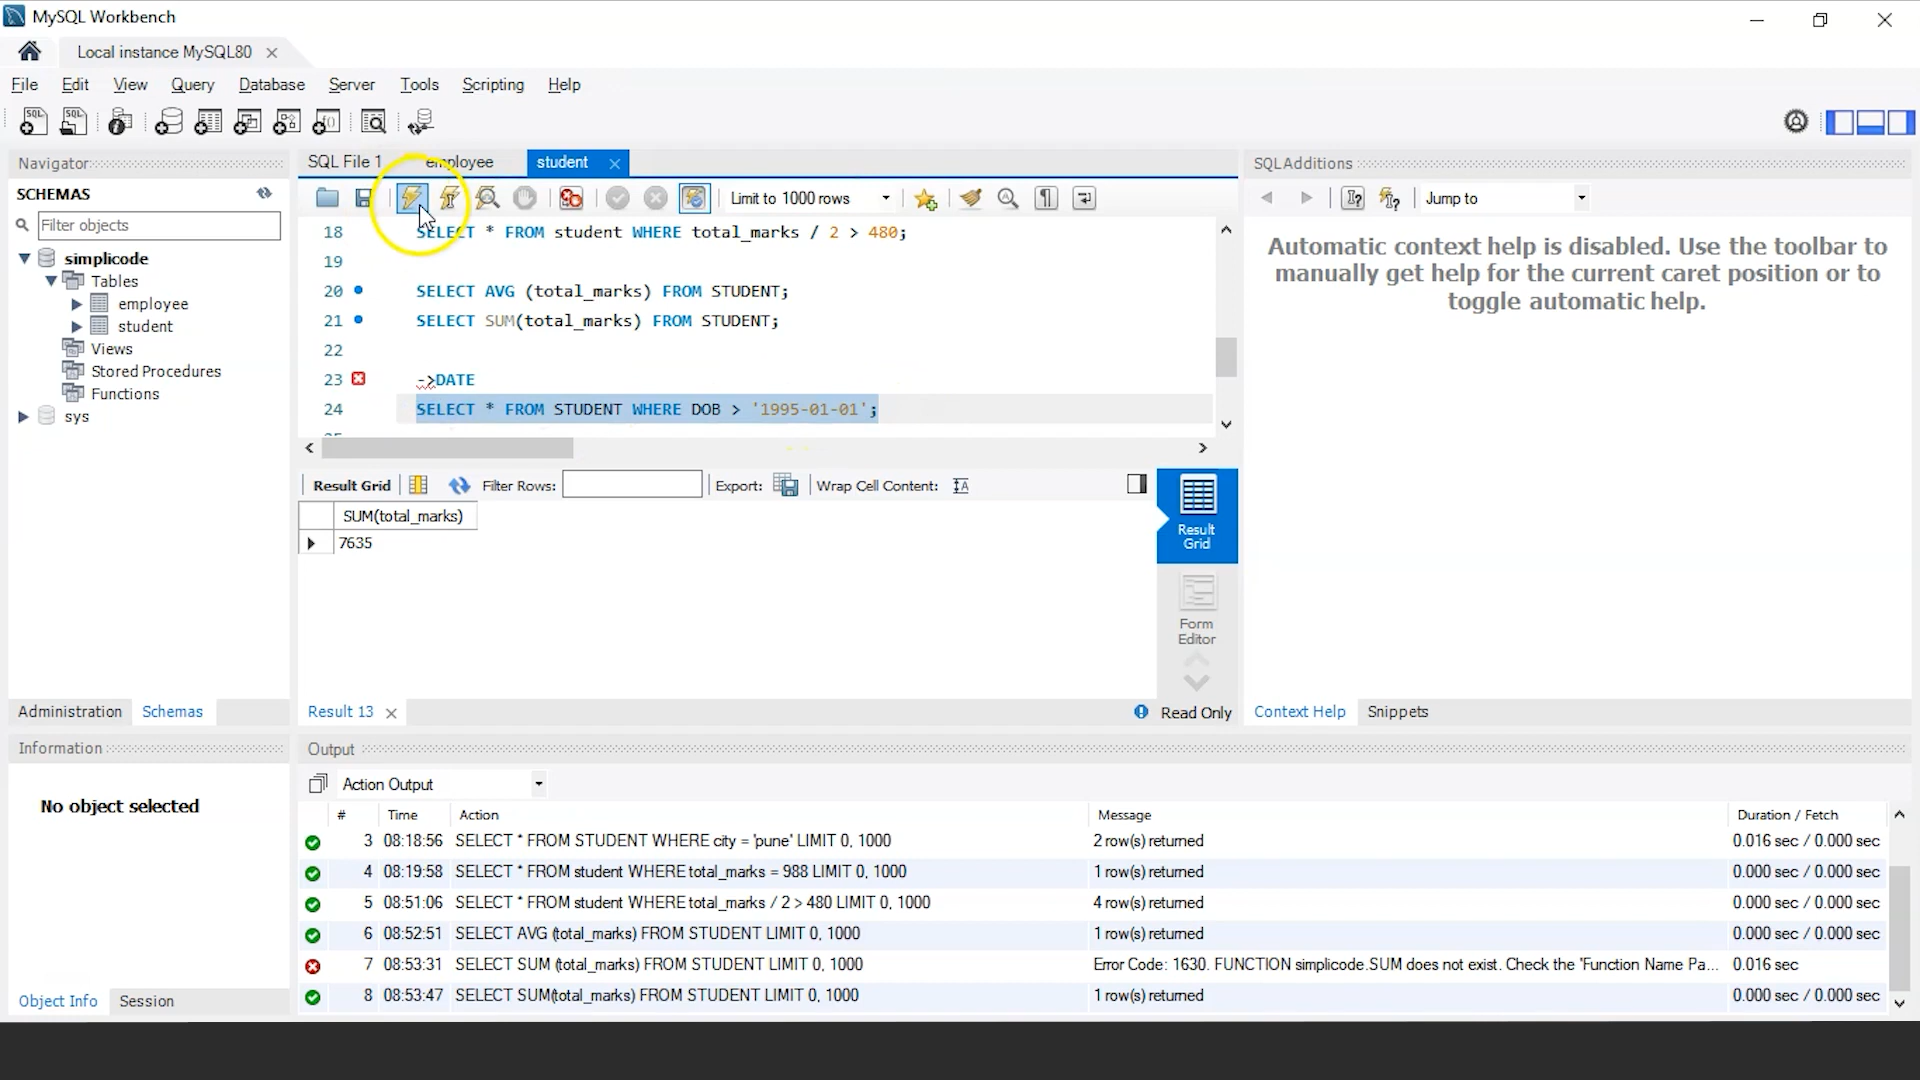 MySQL Workbench
Local instance MySQL80
File Edit View Query Database Server Tools Scripting Help
Navigator
SCHEMAS
Filter objects
simplicode
Tables
employee
student
Views
Stored Procedures
Functions
sys
Administration Schemas
Information
No object selected
Object Info Session
SQL File 1 employee student
Limit to 1000 rows
18 SELECT * FROM student WHERE total_marks / 2 > 480;
19
20 SELECT AVG (total_marks) FROM STUDENT;
21 SELECT SUM(total_marks) FROM STUDENT;
22
23 ->DATE
24 SELECT * FROM STUDENT WHERE DOB > '1995-01-01';
Result Grid Filter Rows: Export: Wrap Cell Content:
SUM(total_marks)
7635
Result Grid
Form Editor
Result 13 Read Only
SQLAdditions
Jump to
Automatic context help is disabled. Use the toolbar to
manually get help for the current caret position or to
toggle automatic help.
Context Help Snippets
Output
Action Output
# Time Action Message Duration / Fetch
3 08:18:56 SELECT * FROM STUDENT WHERE city = 'pune' LIMIT 0, 1000 2 row(s) returned 0.016 sec / 0.000 sec
4 08:19:58 SELECT * FROM student WHERE total_marks = 988 LIMIT 0, 1000 1 row(s) returned 0.000 sec / 0.000 sec
5 08:51:06 SELECT * FROM student WHERE total_marks / 2 > 480 LIMIT 0, 1000 4 row(s) returned 0.000 sec / 0.000 sec
6 08:52:51 SELECT AVG (total_marks) FROM STUDENT LIMIT 0, 1000 1 row(s) returned 0.000 sec / 0.000 sec
7 08:53:31 SELECT SUM (total_marks) FROM STUDENT LIMIT 0, 1000 Error Code: 1630. FUNCTION simplicode.SUM does not exist. Check the 'Function Name Pa... 0.016 sec
8 08:53:47 SELECT SUM(total_marks) FROM STUDENT LIMIT 0, 1000 1 row(s) returned 0.000 sec / 0.000 sec